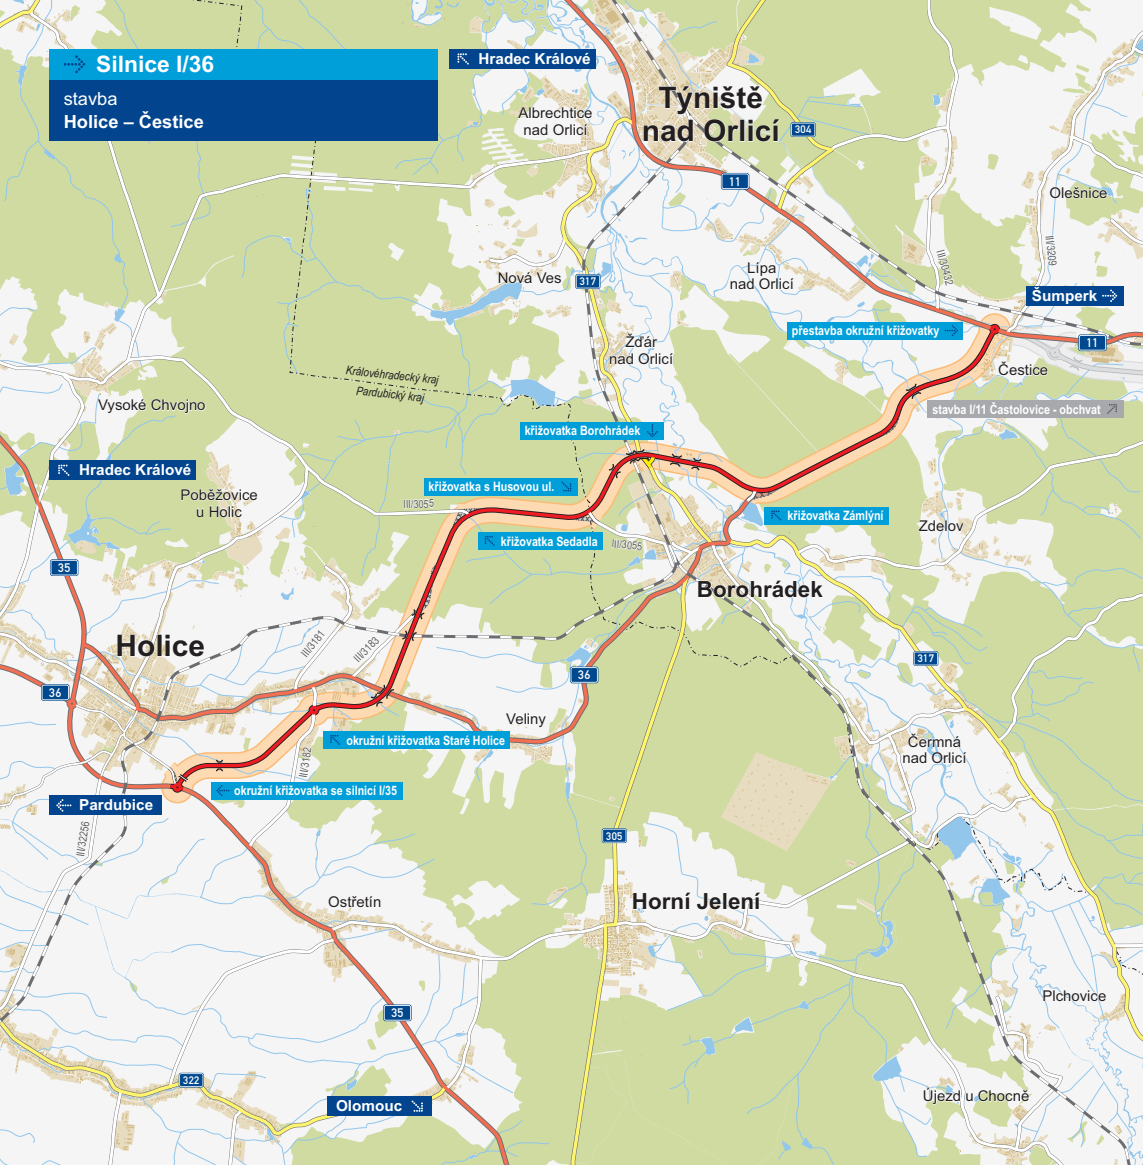 Silnice I/36
stavba
Holice – Čestice
Hradec Králové
Týniště
nad Orlicí
Albrechtice
nad Orlicí
304
11
Olešnice
III/30432
II/3209
Nová Ves
317
Lípa
nad Orlicí
Šumperk
přestavba okružní křižovatky
11
Žďár
nad Orlicí
Čestice
Královéhradecký kraj
Pardubický kraj
stavba I/11 Častolovice - obchvat
Vysoké Chvojno
křižovatka Borohrádek
Hradec Králové
křižovatka s Husovou ul.
Poběžovice
u Holic
III/3055
křižovatka Zámlýní
Zdelov
křižovatka Sedadla
III/3055
35
Borohrádek
Holice
III/3181
III/3183
317
36
36
Veliny
okružní křižovatka Staré Holice
Čermná
nad Orlicí
III/3182
okružní křižovatka se silnicí I/35
Pardubice
III/32256
305
Ostřetín
Horní Jelení
Plchovice
35
322
Olomouc
Újezd u Chocně